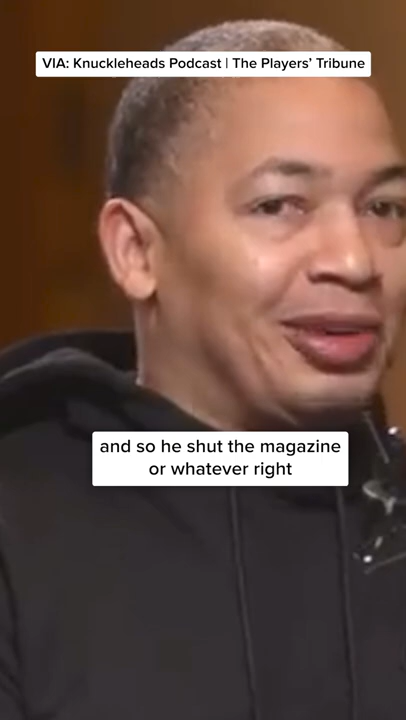 VIA: Knuckleheads Podcast | The Players’ Tribune
and so he shut the magazine
or whatever right